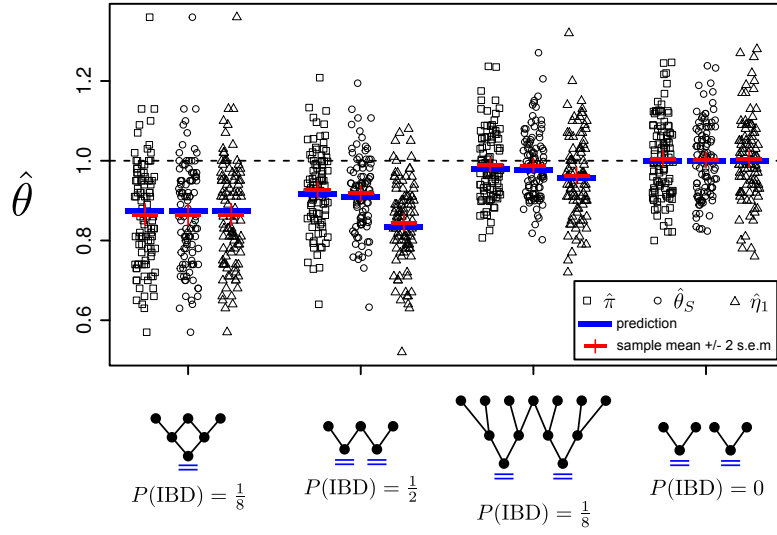 1.2
1.0
0.8
0.6
θ̂
π̂ θ̂_S η̂_1
prediction
sample mean +/- 2 s.e.m
P(IBD) = 1/8
P(IBD) = 1/2
P(IBD) = 1/8
P(IBD) = 0